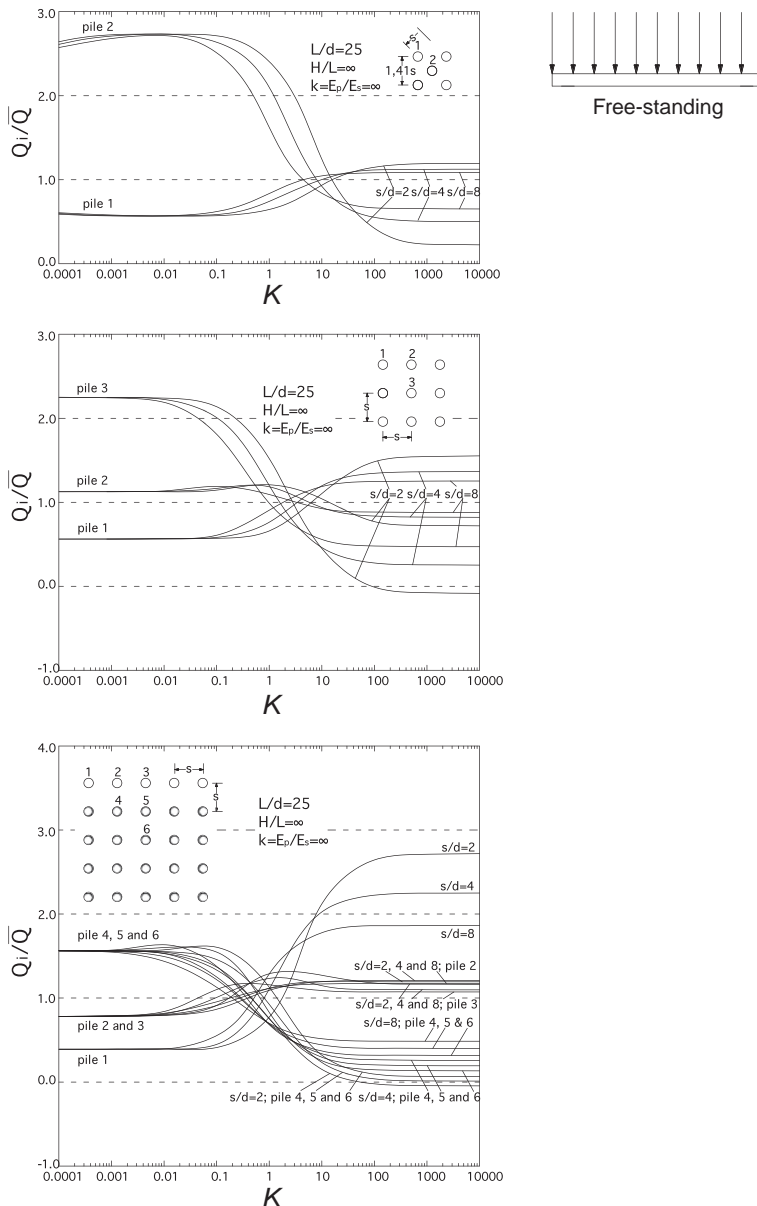 3.0
2.0
1.0
0.0
Qi/Q̅
pile 2
pile 1
L/d=25
H/L=∞
k=Ep/Es=∞
s
1
2
1,41s
s/d=2 s/d=4 s/d=8
0.0001 0.001 0.01 0.1 1 10 100 1000 10000
K
Free-standing
3.0
2.0
1.0
0.0
-1.0
Qi/Q̅
pile 3
pile 2
pile 1
L/d=25
H/L=∞
k=Ep/Es=∞
1 2
3
s
s
s/d=2 s/d=4 s/d=8
0.0001 0.001 0.01 0.1 1 10 100 1000 10000
K
4.0
3.0
2.0
1.0
0.0
-1.0
Qi/Q̅
1 2 3
s
s
4 5
6
L/d=25
H/L=∞
k=Ep/Es=∞
s/d=2
s/d=4
s/d=8
pile 4, 5 and 6
s/d=2, 4 and 8; pile 2
s/d=2, 4 and 8; pile 3
pile 2 and 3
s/d=8; pile 4, 5 & 6
pile 1
s/d=2; pile 4, 5 and 6 s/d=4; pile 4, 5 and 6
0.0001 0.001 0.01 0.1 1 10 100 1000 10000
K